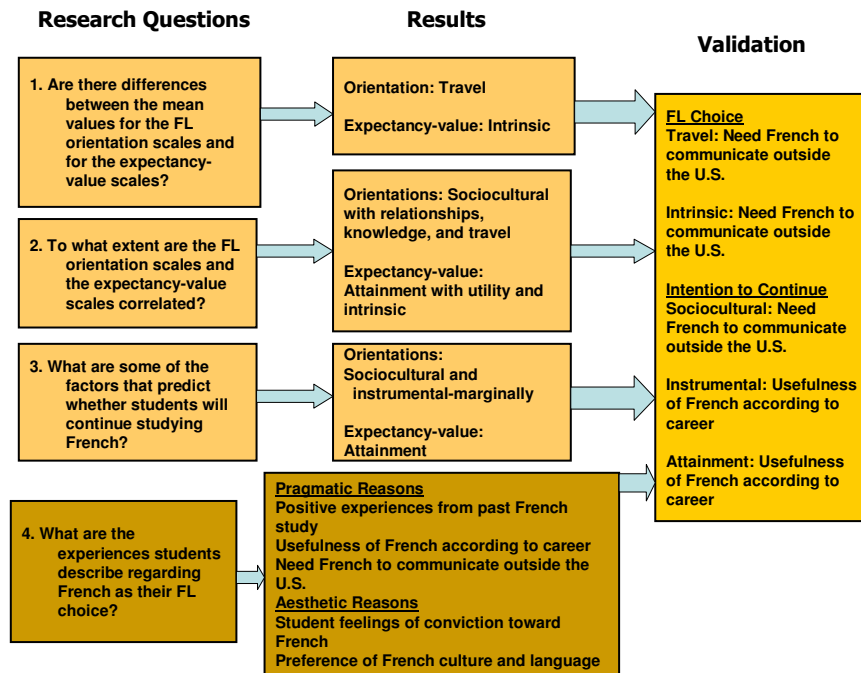 Research Questions
Results
Validation
1. Are there differences
between the mean
values for the FL
orientation scales and
for the expectancy-
value scales?
Orientation: Travel
Expectancy-value: Intrinsic
2. To what extent are the FL
orientation scales and
the expectancy-value
scales correlated?
Orientations: Sociocultural
with relationships,
knowledge, and travel
Expectancy-value:
Attainment with utility and
intrinsic
3. What are some of the
factors that predict
whether students will
continue studying
French?
Orientations:
Sociocultural and
instrumental-marginally
Expectancy-value:
Attainment
4. What are the
experiences students
describe regarding
French as their FL
choice?
Pragmatic Reasons
Positive experiences from past French
study
Usefulness of French according to career
Need French to communicate outside the
U.S.
Aesthetic Reasons
Student feelings of conviction toward
French
Preference of French culture and language
FL Choice
Travel: Need French to
communicate outside
the U.S.
Intrinsic: Need French to
communicate outside
the U.S.
Intention to Continue
Sociocultural: Need
French to communicate
outside the U.S.
Instrumental: Usefulness
of French according to
career
Attainment: Usefulness
of French according to
career